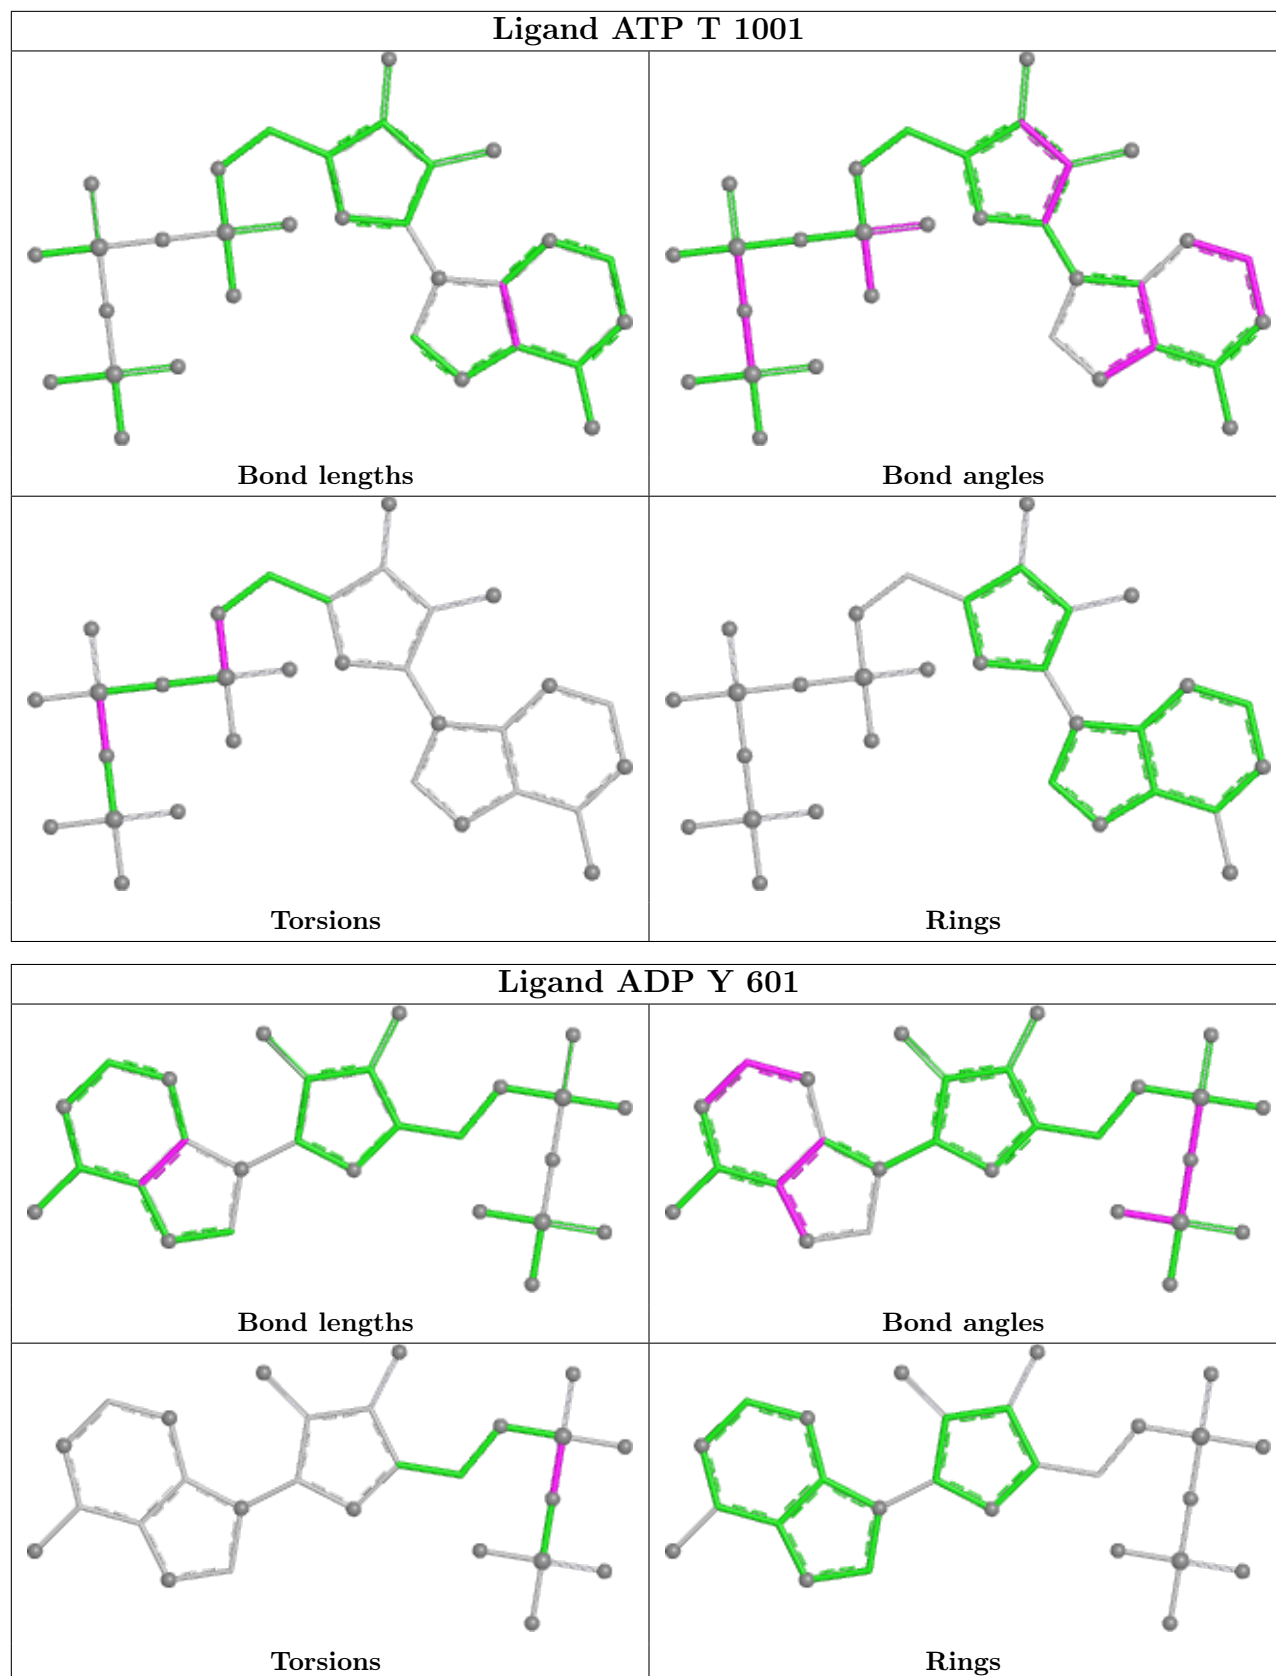 Ligand ATP T 1001
Bond lengths
Bond angles
Torsions
Rings
Ligand ADP Y 601
Bond lengths
Bond angles
Torsions
Rings